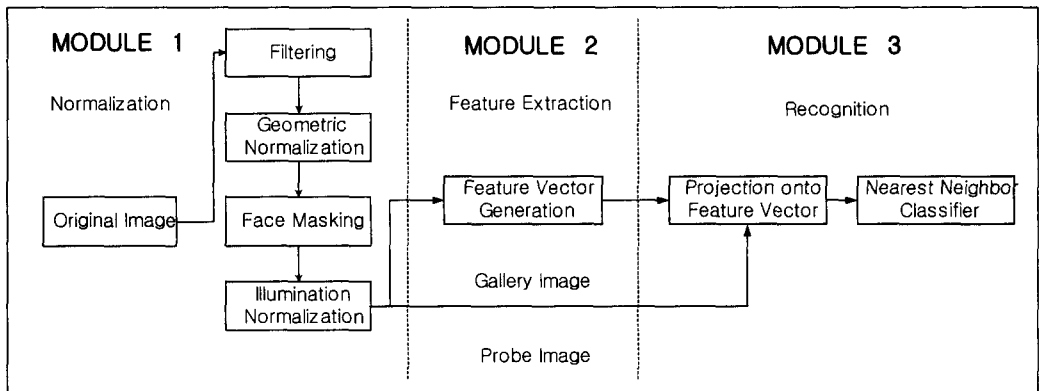 MODULE 1
Normalization
Original Image
Filtering
Geometric
Normalization
Face Masking
Illumination
Normalization
MODULE 2
Feature Extraction
Feature Vector
Generation
Gallery Image
Probe Image
MODULE 3
Recognition
Projection onto
Feature Vector
Nearest Neighbor
Classifier